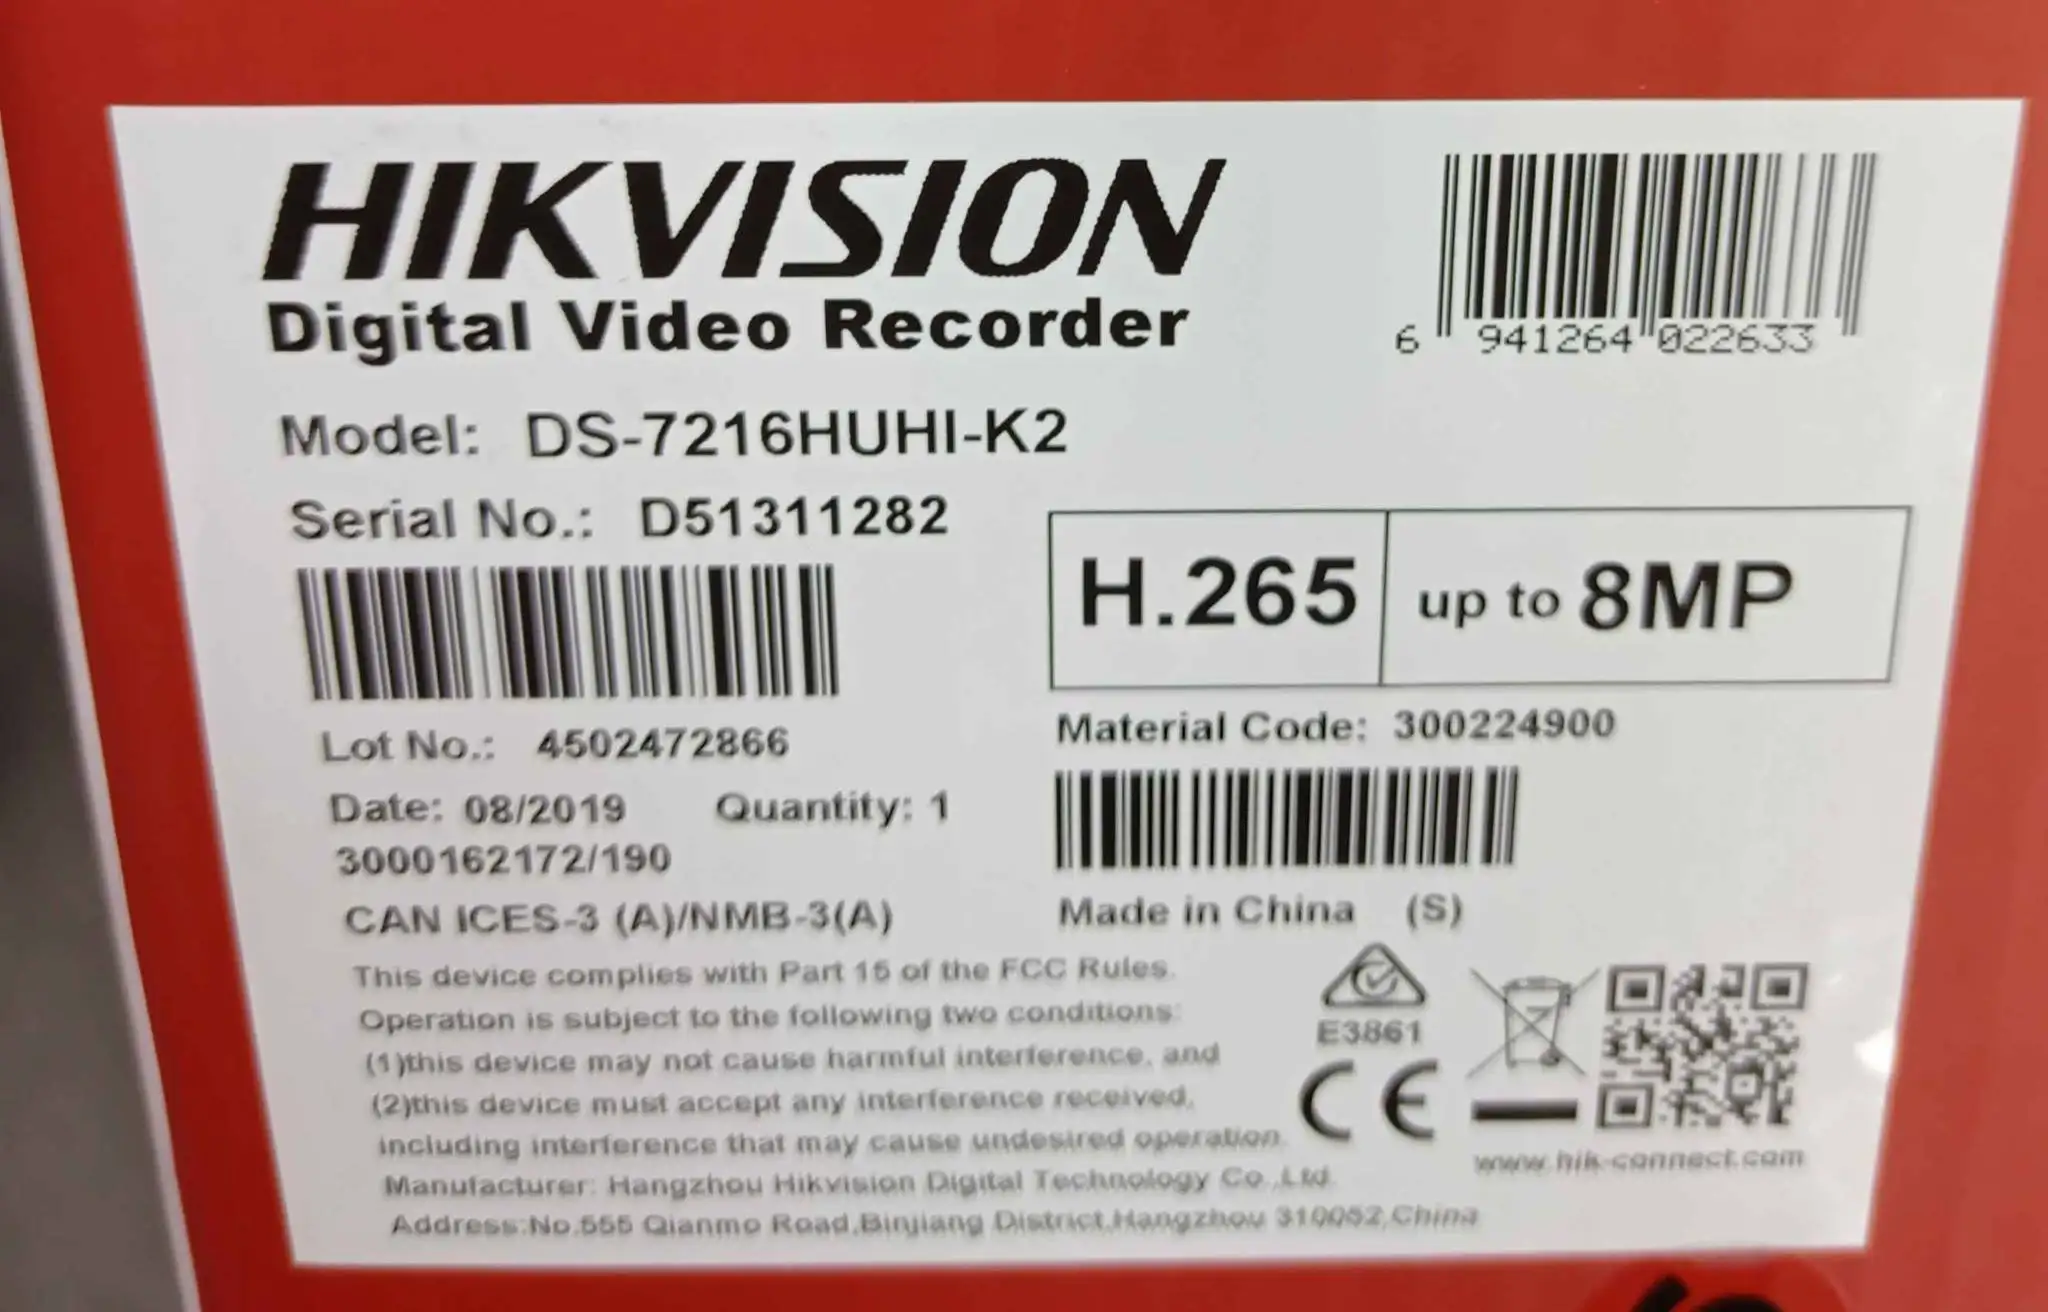 HIKVISION
Digital Video Recorder
6 941264 022633
Model: DS-7216HUHI-K2
Serial No.: D51311282
H.265 up to 8MP
Lot No.: 4502472866
Material Code: 300224900
Date: 08/2019 Quantity: 1
3000162172/190
CAN ICES-3 (A)/NMB-3(A)
Made in China (S)
This device complies with Part 15 of the FCC Rules.
Operation is subject to the following two conditions:
(1)this device may not cause harmful interference, and
(2)this device must accept any interference received,
including interference that may cause undesired operation.
E3861
CE
www.hik-connect.com
Manufacturer: Hangzhou Hikvision Digital Technology Co.,Ltd.
Address:No.555 Qianmo Road,Binjiang District,Hangzhou 310052,China